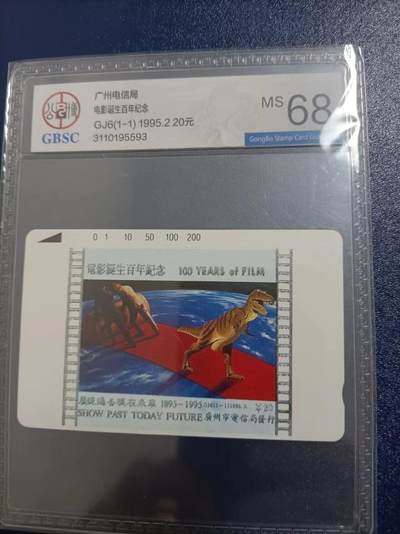 广州电信局
电影誕生百年纪念
GJ6(1-1) 1995.2 20元
3110195593
GBSC
MS 68
GongBo Stamp Card
0 1 10 50 100 200
電影誕生百年紀念 100 YEARS of FILM
1895-1995
¥20
SHOW PAST TODAY FUTURE 廣州市電信局發行